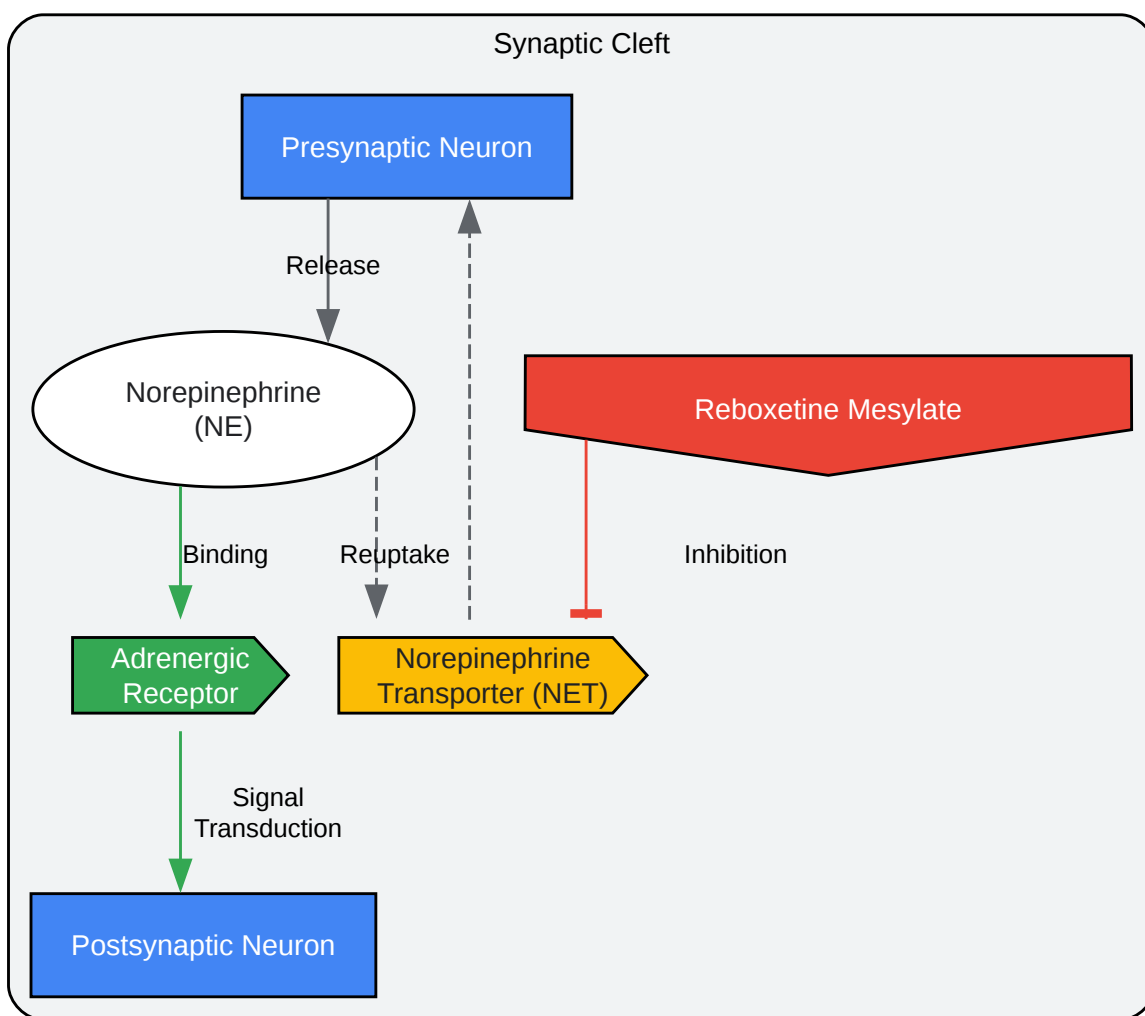 Synaptic Cleft
Presynaptic Neuron
Release
Norepinephrine
(NE)
Reboxetine Mesylate
Binding
Reuptake
Inhibition
Adrenergic
Receptor
Norepinephrine
Transporter (NET)
Signal
Transduction
Postsynaptic Neuron